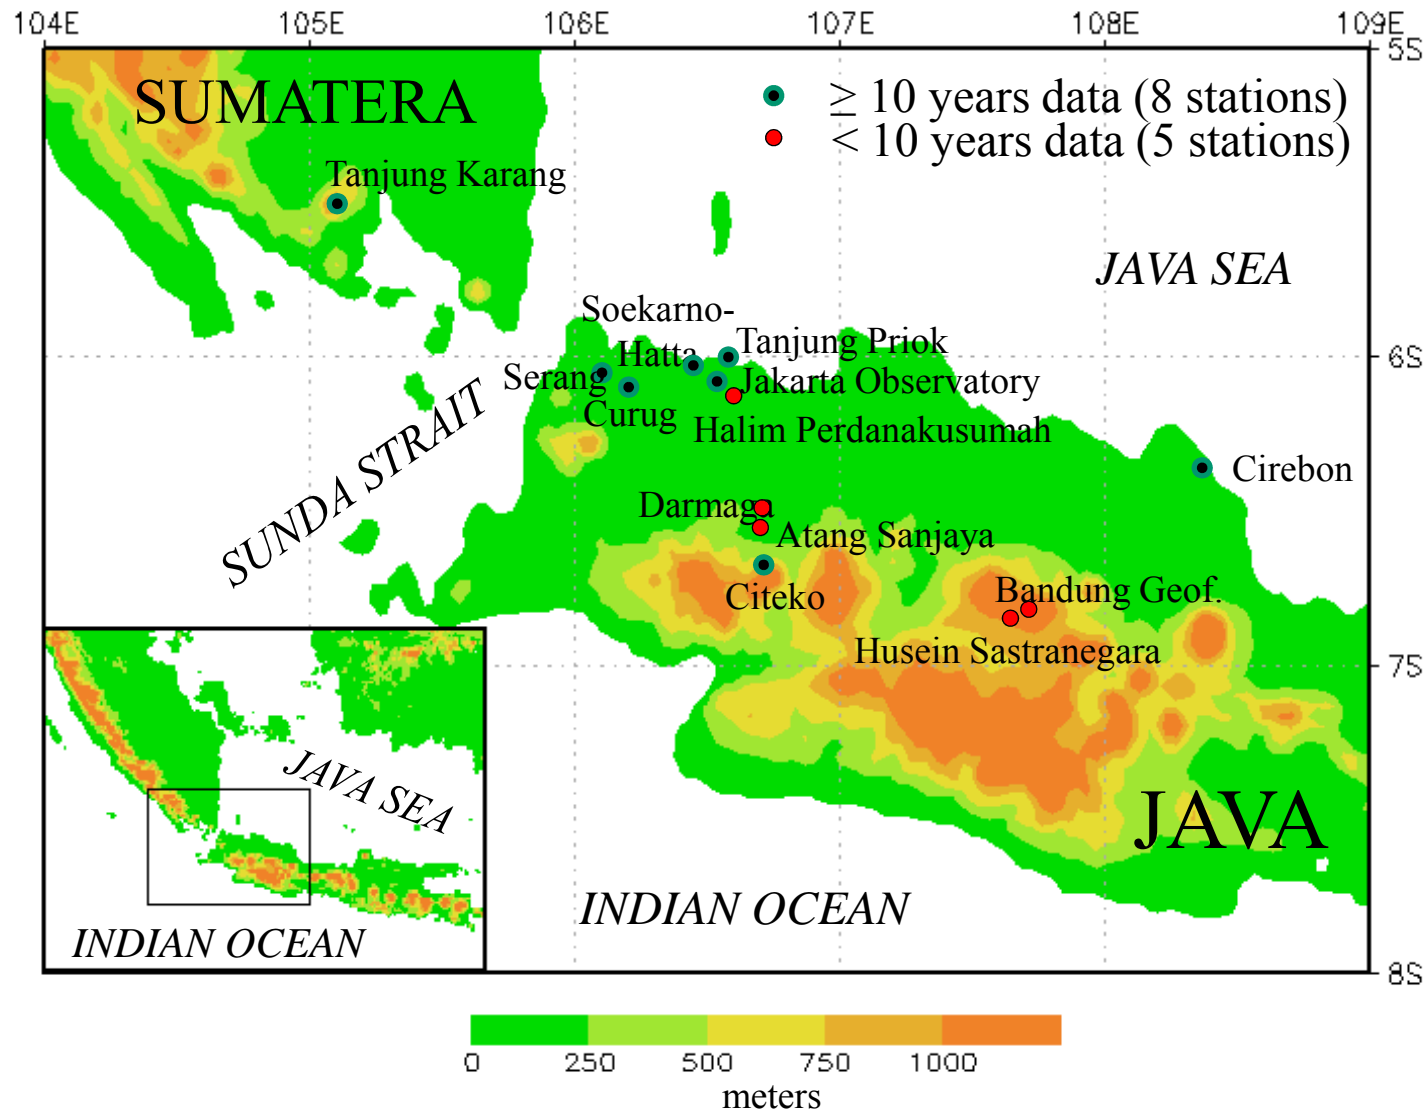 104E 105E 106E 107E 108E 109E
5S
SUMATERA
≥ 10 years data (8 stations)
< 10 years data (5 stations)
Tanjung Karang
JAVA SEA
Soekarno-
Hatta
Tanjung Priok
6S
Serang
Jakarta Observatory
Curug
Halim Perdanakusumah
SUNDA STRAIT
Cirebon
Darmaga
Atang Sanjaya
Citeko
Bandung Geof.
Husein Sastranegara
7S
JAVA SEA
JAVA
INDIAN OCEAN
INDIAN OCEAN
8S
0 250 500 750 1000
meters